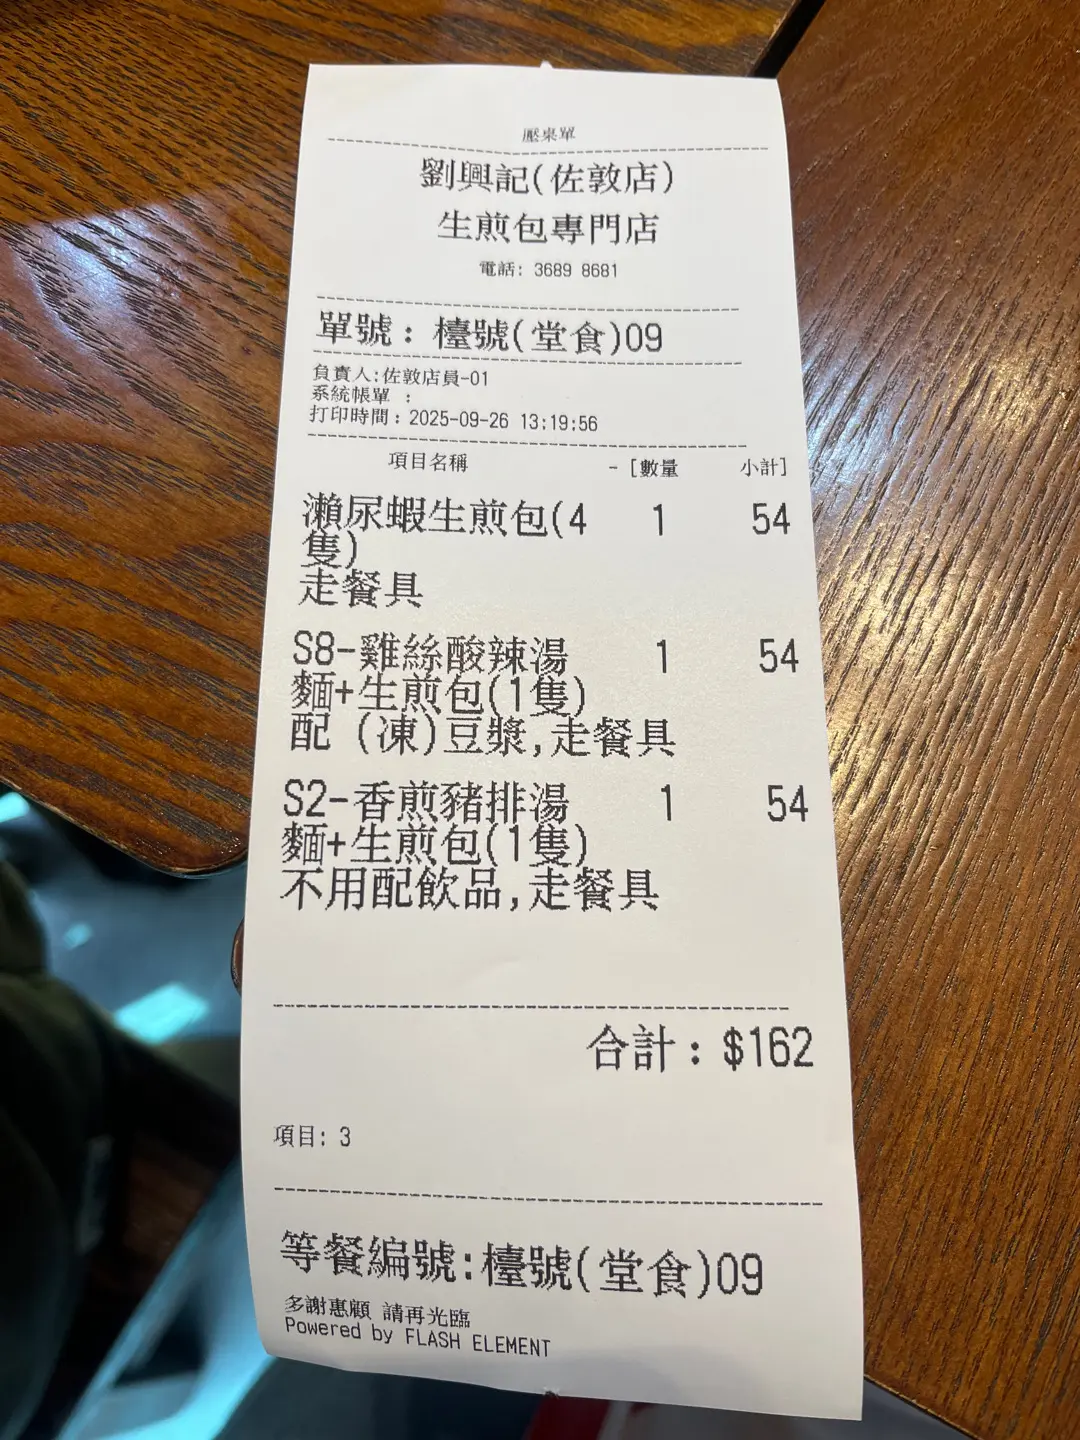 壓枱單
劉興記(佐敦店)
生煎包專門店
電話: 3689 8681
單號：檯號(堂食)09
負責人:佐敦店員-01
系統帳單 :
打印時間：2025-09-26 13:19:56
項目名稱 -[數量 小計]
瀨尿蝦生煎包(4 1 54
隻)
走餐具
S8-雞絲酸辣湯 1 54
麵+生煎包(1隻)
配 (凍)豆漿,走餐具
S2-香煎豬排湯 1 54
麵+生煎包(1隻)
不用配飲品,走餐具
合計：$162
項目: 3
等餐編號:檯號(堂食)09
多謝惠顧 請再光臨
Powered by FLASH ELEMENT